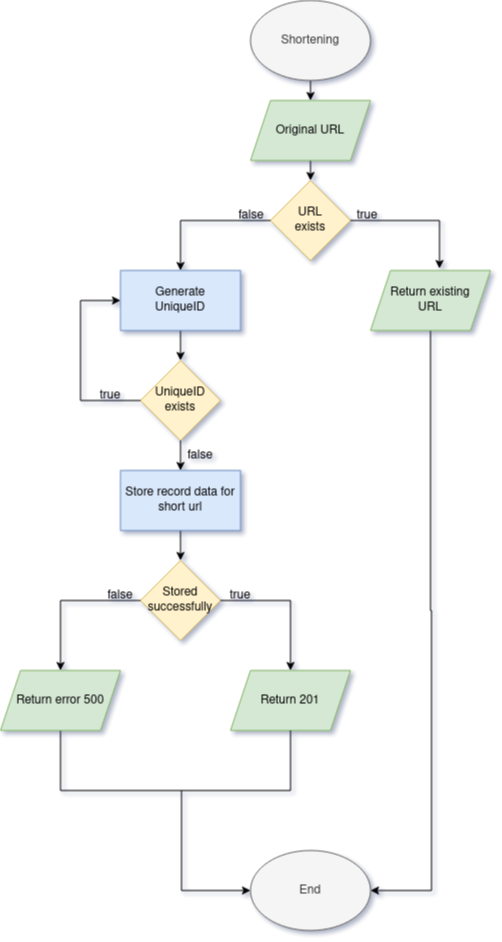 Shortening
Original URL
URL
exists
false
true
Generate
UniqueID
Return existing
URL
UniqueID
exists
true
false
Store record data for
short url
Stored
successfully
false
true
Return error 500
Return 201
End